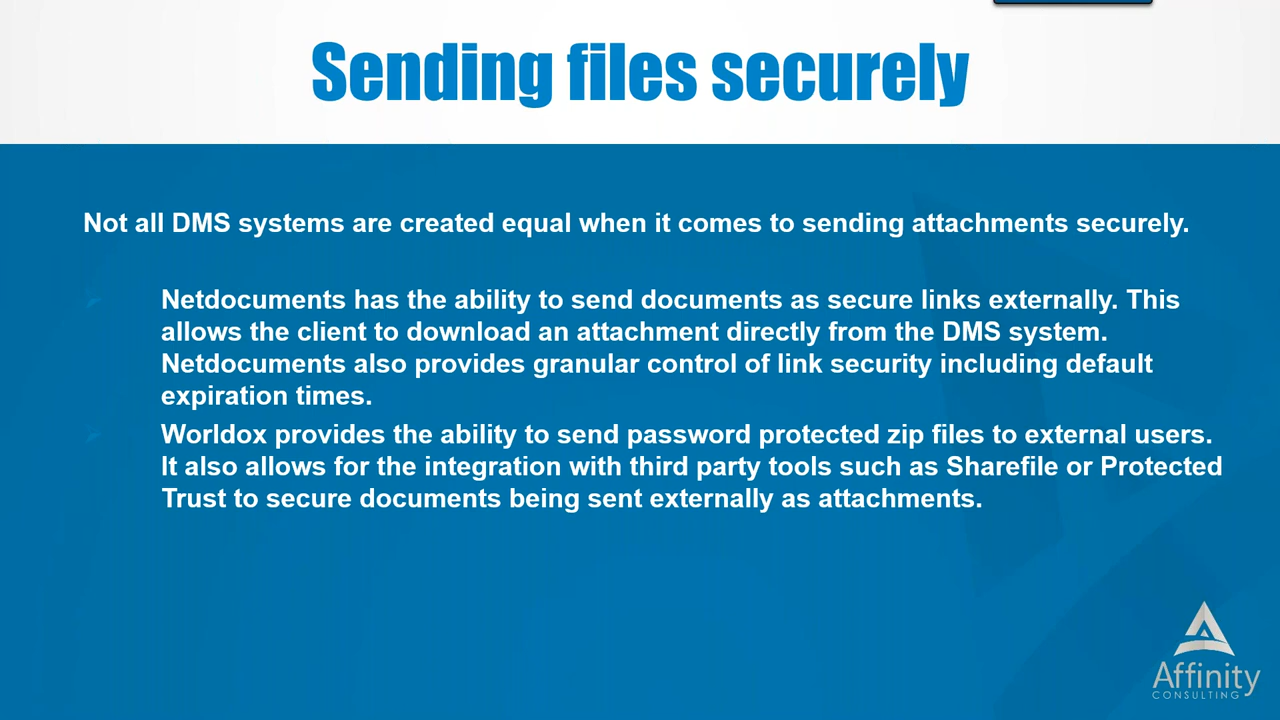 Sending files securely
Not all DMS systems are created equal when it comes to sending attachments securely.
Netdocuments has the ability to send documents as secure links externally. This
allows the client to download an attachment directly from the DMS system.
Netdocuments also provides granular control of link security including default
expiration times.
Worldox provides the ability to send password protected zip files to external users.
It also allows for the integration with third party tools such as Sharefile or Protected
Trust to secure documents being sent externally as attachments.
Affinity
CONSULTING